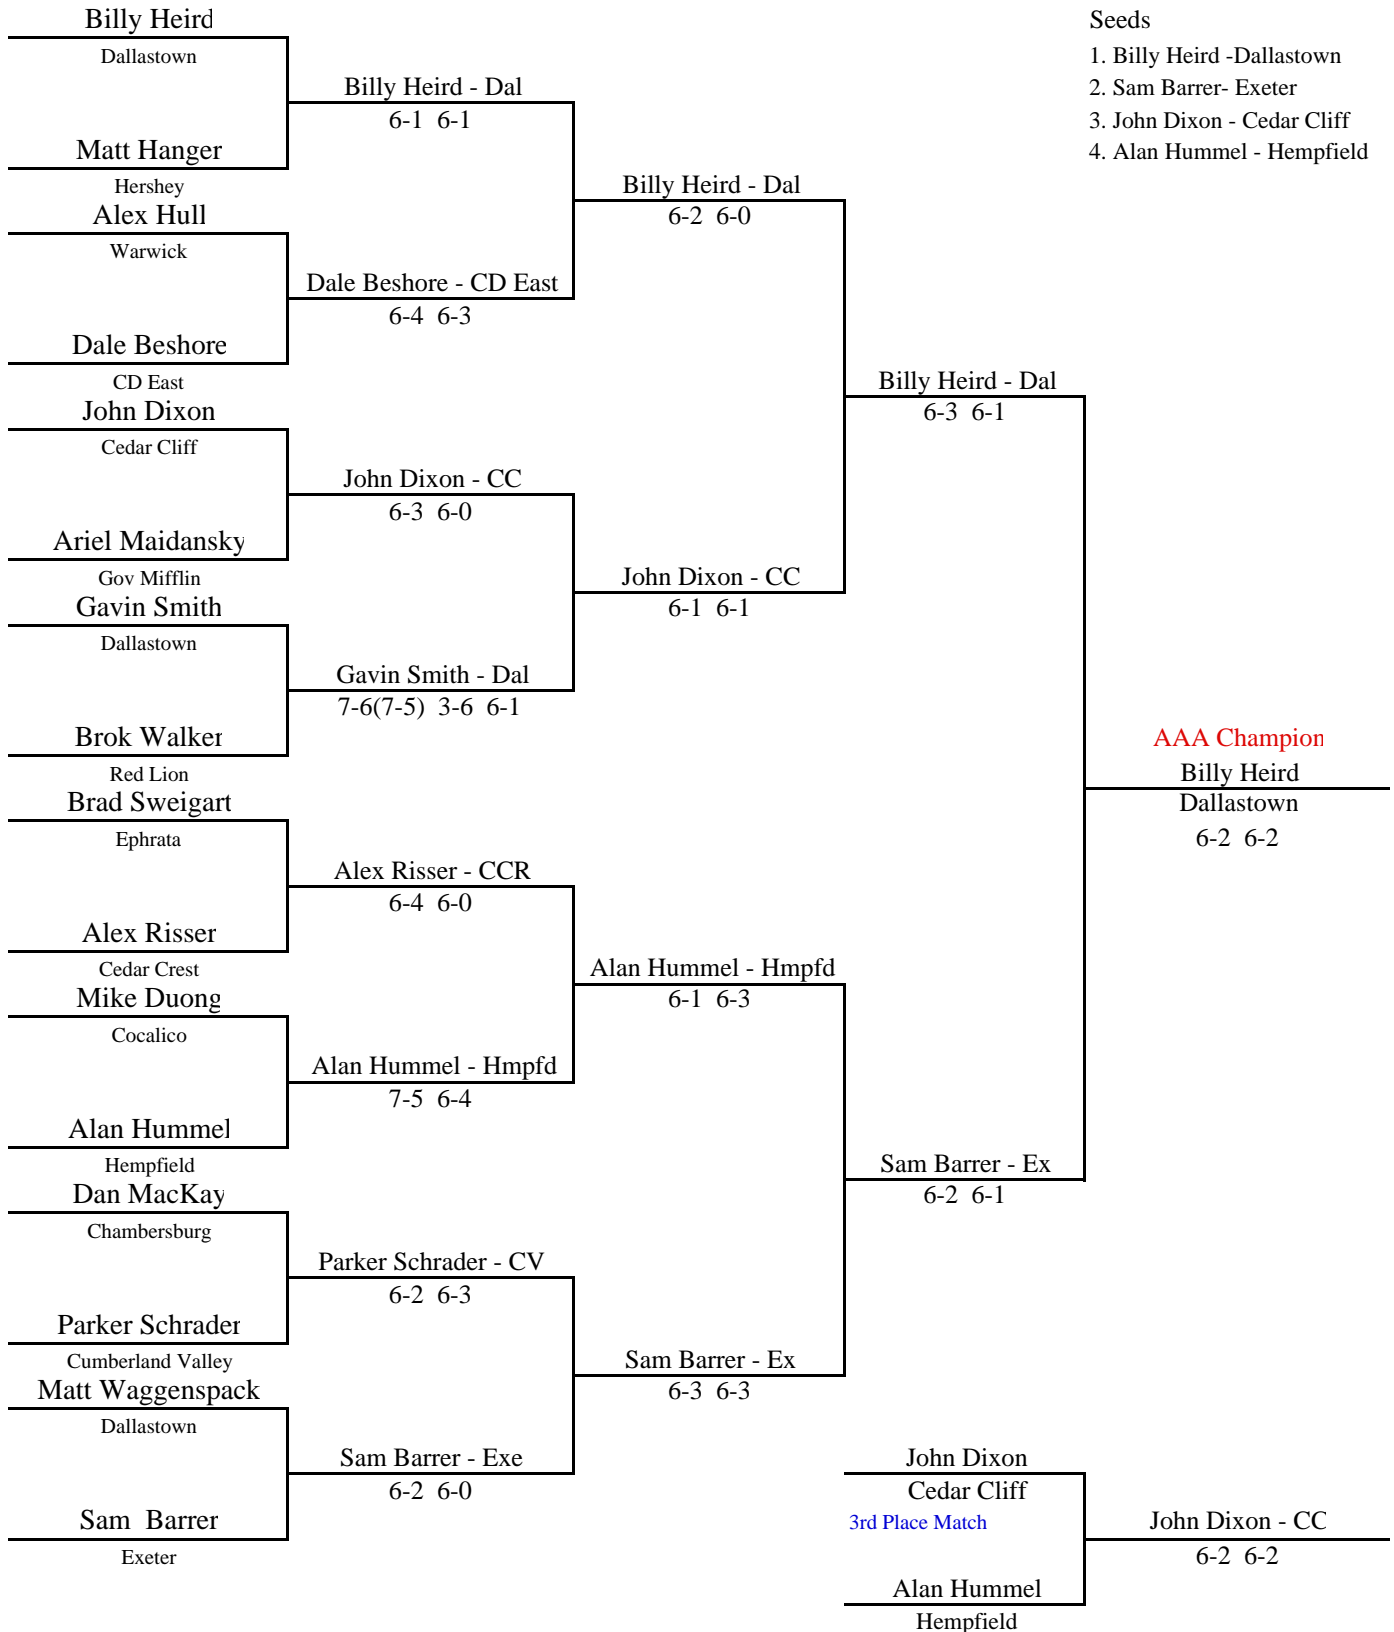 Billy Heird
Dallastown
Matt Hanger
Hershey
Alex Hull
Warwick
Dale Beshore
CD East
John Dixon
Cedar Cliff
Ariel Maidansky
Gov Mifflin
Gavin Smith
Dallastown
Brok Walker
Red Lion
Brad Sweigart
Ephrata
Alex Risser
Cedar Crest
Mike Duong
Cocalico
Alan Hummel
Hempfield
Dan MacKay
Chambersburg
Parker Schrader
Cumberland Valley
Matt Waggenspack
Dallastown
Sam Barrer
Exeter
Billy Heird - Dal
6-1 6-1
Dale Beshore - CD East
6-4 6-3
John Dixon - CC
6-3 6-0
Gavin Smith - Dal
7-6(7-5) 3-6 6-1
Alex Risser - CCR
6-4 6-0
Alan Hummel - Hmpfd
7-5 6-4
Parker Schrader - CV
6-2 6-3
Sam Barrer - Exe
6-2 6-0
Billy Heird - Dal
6-2 6-0
John Dixon - CC
6-1 6-1
Alan Hummel - Hmpfd
6-1 6-3
Sam Barrer - Ex
6-3 6-3
Billy Heird - Dal
6-3 6-1
Sam Barrer - Ex
6-2 6-1
AAA Champion
Billy Heird
Dallastown
6-2 6-2
Seeds
1. Billy Heird -Dallastown
2. Sam Barrer- Exeter
3. John Dixon - Cedar Cliff
4. Alan Hummel - Hempfield
John Dixon
Cedar Cliff
3rd Place Match
Alan Hummel
Hempfield
John Dixon - CC
6-2 6-2